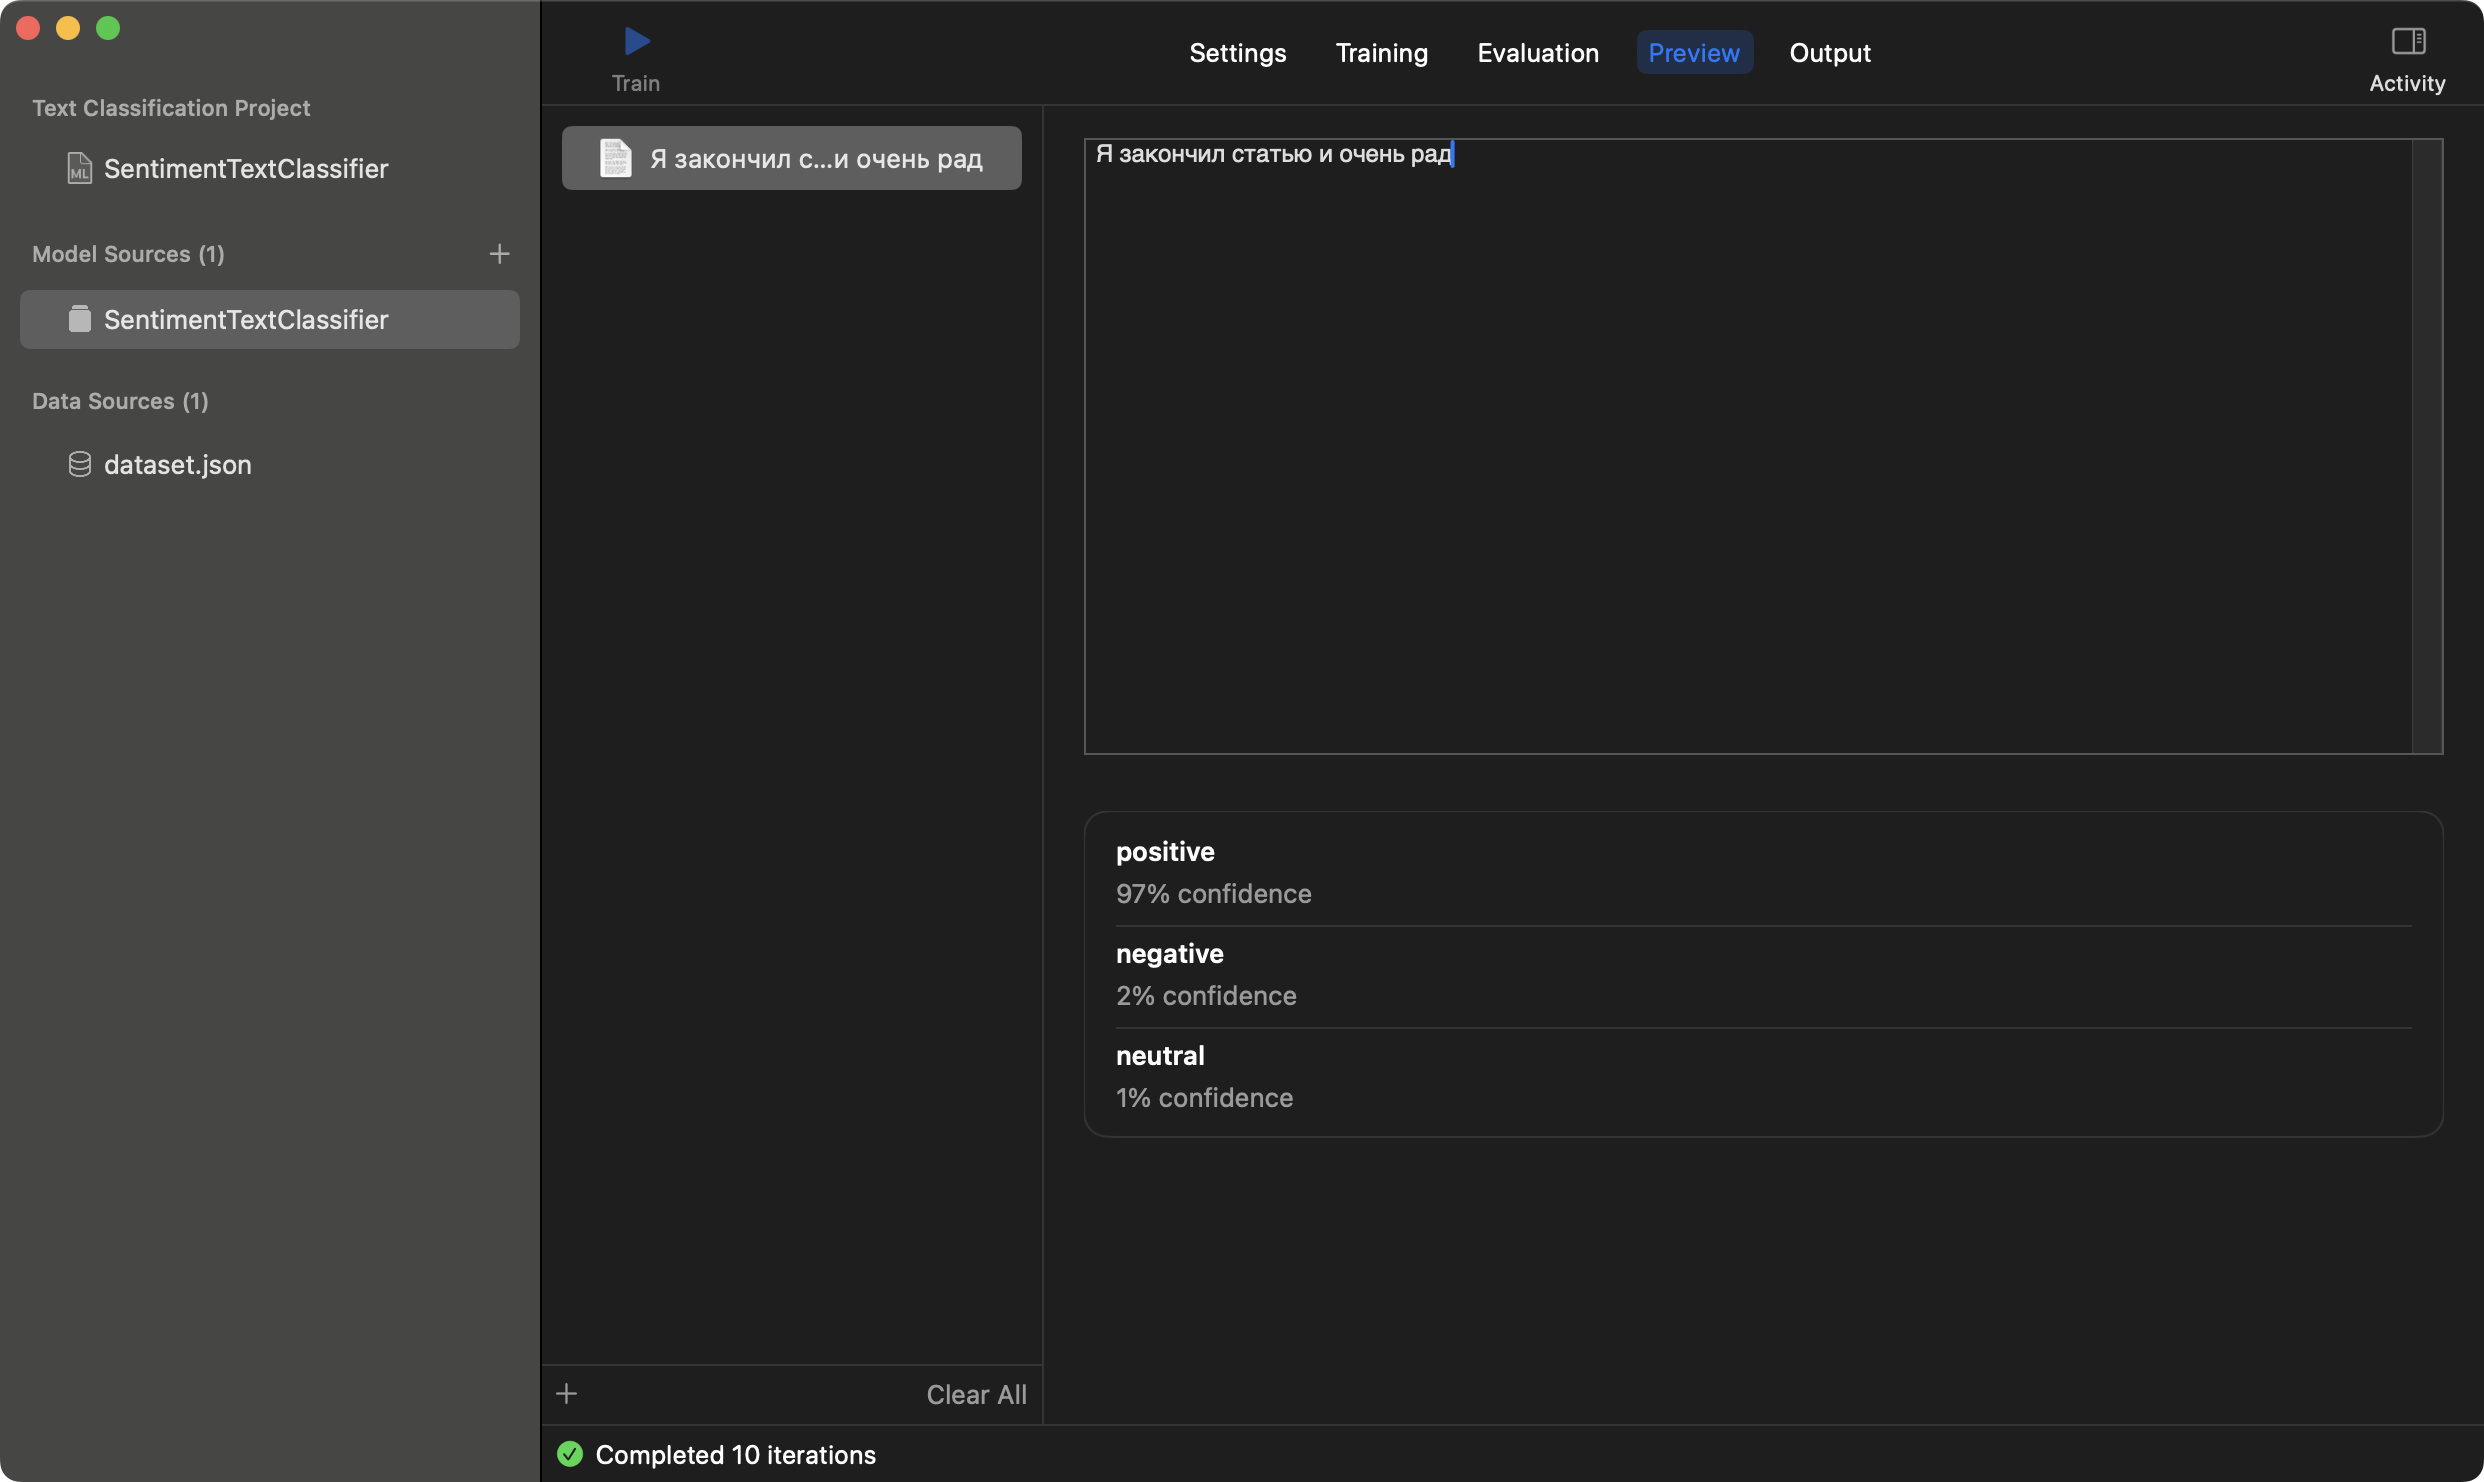 Text Classification Project
ML
SentimentTextClassifier
Model Sources (1)
SentimentTextClassifier
Data Sources (1)
dataset.json
Train
Settings
Training
Evaluation
Preview
Output
Activity
Я закончил с...и очень рад
Я закончил статью и очень рад
positive
97% confidence
negative
2% confidence
neutral
1% confidence
Clear All
Completed 10 iterations